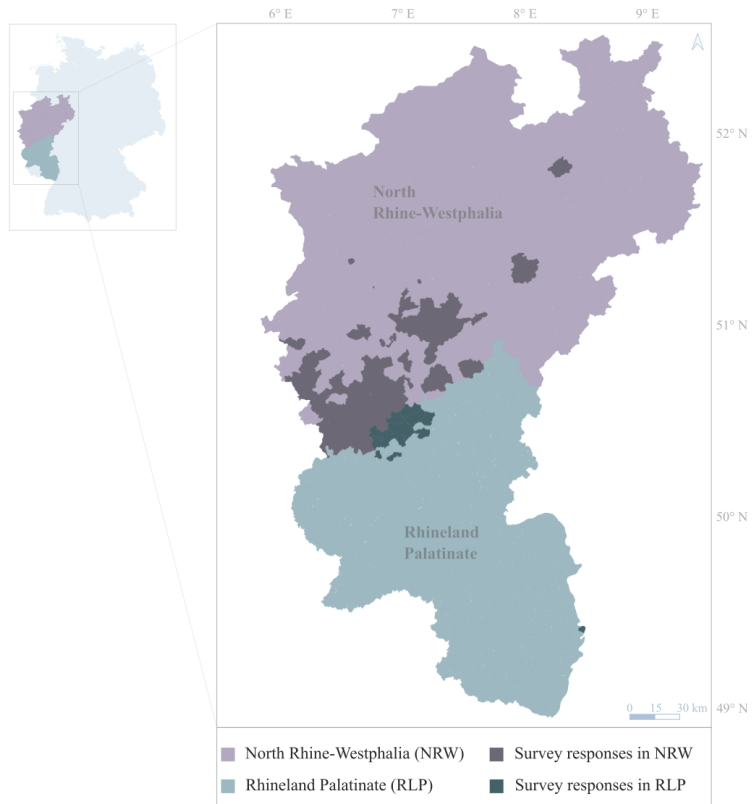 6° E 7° E 8° E 9° E
52° N
North
Rhine-Westphalia
51° N
50° N
Rhineland
Palatinate
0 15 30 km
49° N
North Rhine-Westphalia (NRW) Survey responses in NRW
Rhineland Palatinate (RLP) Survey responses in RLP